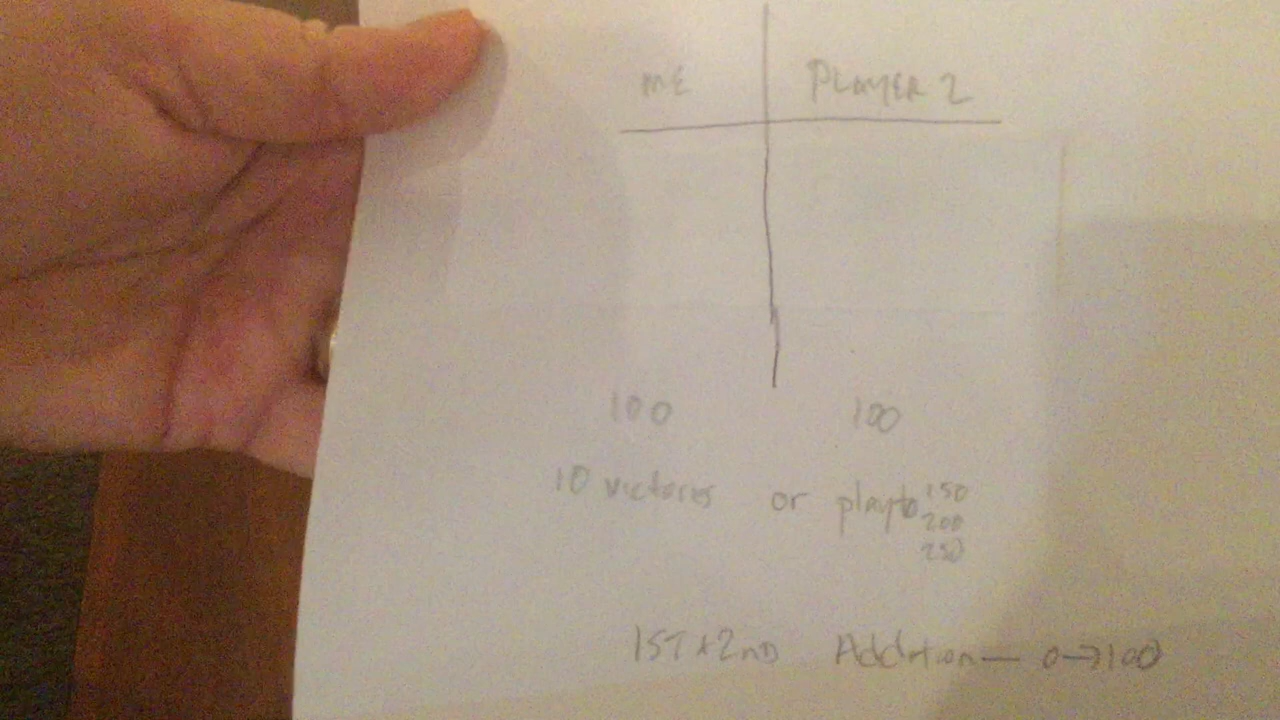 ME PLAYER 2
100 100
10 victories or play to 150
200
250
1ST + 2ND Addition — 0→100